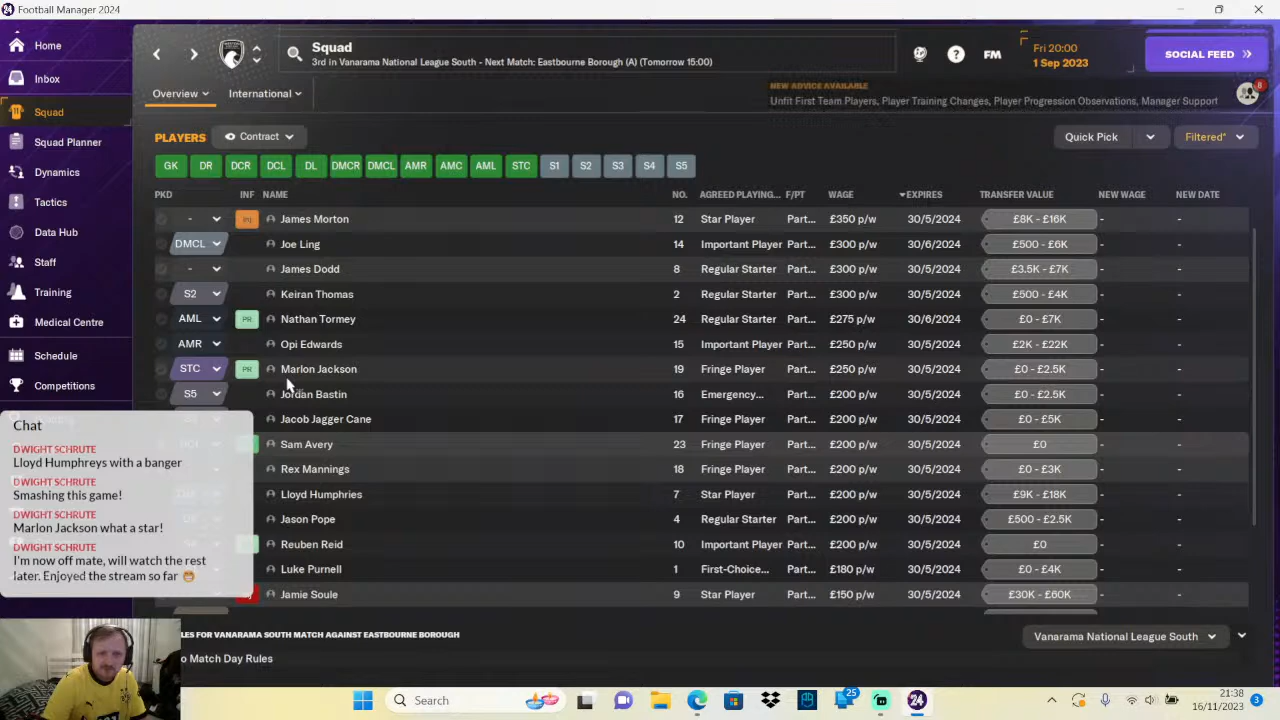 24 Football Manager 2024
Home
Inbox
Squad
Squad Planner
Dynamics
Tactics
Data Hub
Staff
Training
Medical Centre
Schedule
Competitions
Squad
3rd in Vanarama National League South - Next Match: Eastbourne Borough (A) (Tomorrow 15:00)
? FM
Fri 20:00
1 Sep 2023
SOCIAL FEED
Overview International
NEW ADVICE AVAILABLE
Unfit First Team Players, Player Training Changes, Player Progression Observations, Manager Support
8
PLAYERS Contract Quick Pick Filtered*
GK DR DCR DCL DL DMCR DMCL AMR AMC AML STC S1 S2 S3 S4 S5
PKD INF NAME NO. AGREED PLAYING... F/PT WAGE EXPIRES TRANSFER VALUE NEW WAGE NEW DATE
- James Morton 12 Star Player Part... £350 p/w 30/5/2024 £8K - £16K - -
DMCL Joe Ling 14 Important Player Part... £300 p/w 30/6/2024 £500 - £6K - -
- James Dodd 8 Regular Starter Part... £300 p/w 30/5/2024 £3.5K - £7K - -
S2 Keiran Thomas 2 Regular Starter Part... £300 p/w 30/5/2024 £500 - £4K - -
AML PR Nathan Tormey 24 Regular Starter Part... £275 p/w 30/6/2024 £0 - £7K - -
AMR Opi Edwards 15 Important Player Part... £250 p/w 30/5/2024 £2K - £22K - -
STC PR Marlon Jackson 19 Fringe Player Part... £250 p/w 30/5/2024 £0 - £2.5K - -
S5 Jordan Bastin 16 Emergency... Part... £200 p/w 30/5/2024 £0 - £2.5K - -
Jacob Jagger Cane 17 Fringe Player Part... £200 p/w 30/5/2024 £0 - £5K - -
Sam Avery 23 Fringe Player Part... £200 p/w 30/5/2024 £0 - -
Rex Mannings 18 Fringe Player Part... £200 p/w 30/5/2024 £0 - £3K - -
Lloyd Humphries 7 Star Player Part... £200 p/w 30/5/2024 £9K - £18K - -
Jason Pope 4 Regular Starter Part... £200 p/w 30/5/2024 £500 - £2.5K - -
Reuben Reid 10 Important Player Part... £200 p/w 30/5/2024 £0 - -
Luke Purnell 1 First-Choice... Part... £180 p/w 30/5/2024 £0 - £4K - -
Jamie Soule 9 Star Player Part... £150 p/w 30/5/2024 £30K - £60K - -
Chat
DWIGHT SCHRUTE
Lloyd Humphreys with a banger
DWIGHT SCHRUTE
Smashing this game!
DWIGHT SCHRUTE
Marlon Jackson what a star!
DWIGHT SCHRUTE
I'm now off mate, will watch the rest
later. Enjoyed the stream so far
LES FOR VANARAMA SOUTH MATCH AGAINST EASTBOURNE BOROUGH
Vanarama National League South
o Match Day Rules
Search
25
24
21:38
16/11/2023
3